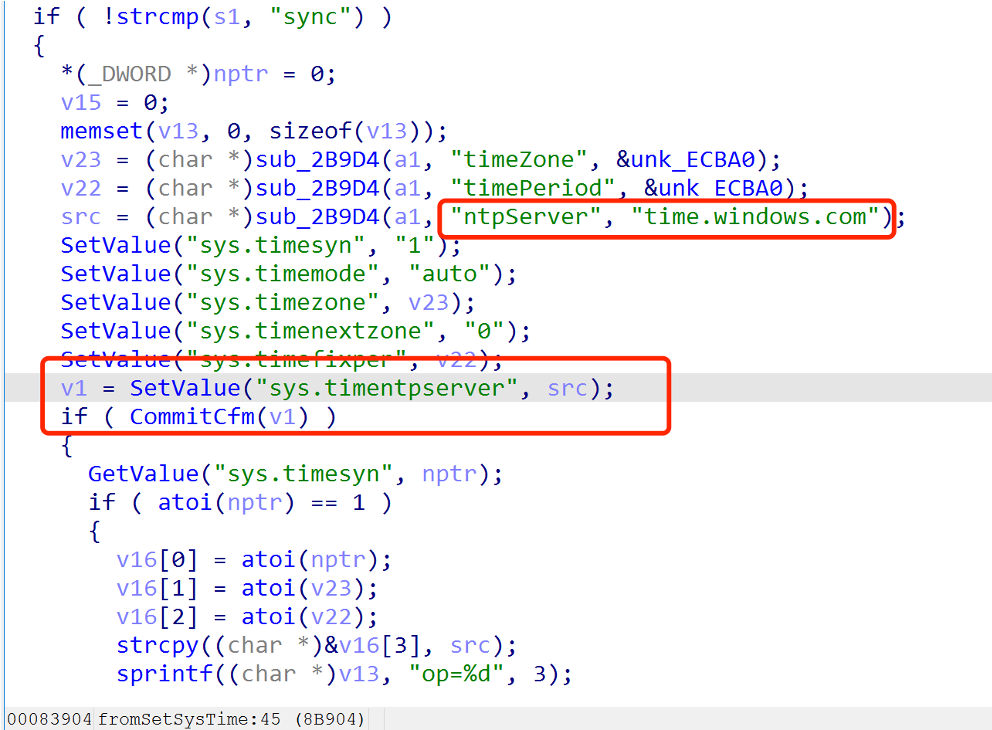 if ( !strcmp(s1, "sync") )
{
*(_DWORD *)nptr = 0;
v15 = 0;
memset(v13, 0, sizeof(v13));
v23 = (char *)sub_2B9D4(a1, "timeZone", &unk_ECBA0);
v22 = (char *)sub_2B9D4(a1, "timePeriod", &unk_ECBA0);
src = (char *)sub_2B9D4(a1, "ntpServer", "time.windows.com");
SetValue("sys.timesyn", "1");
SetValue("sys.timemode", "auto");
SetValue("sys.timezone", v23);
SetValue("sys.timenextzone", "0");
SetValue("sys.timefixper", v22);
v1 = SetValue("sys.timentpserver", src);
if ( CommitCfm(v1) )
{
GetValue("sys.timesyn", nptr);
if ( atoi(nptr) == 1 )
{
v16[0] = atoi(nptr);
v16[1] = atoi(v23);
v16[2] = atoi(v22);
strcpy((char *)&v16[3], src);
sprintf((char *)v13, "op=%d", 3);
00083904 fromSetSysTime:45 (8B904)